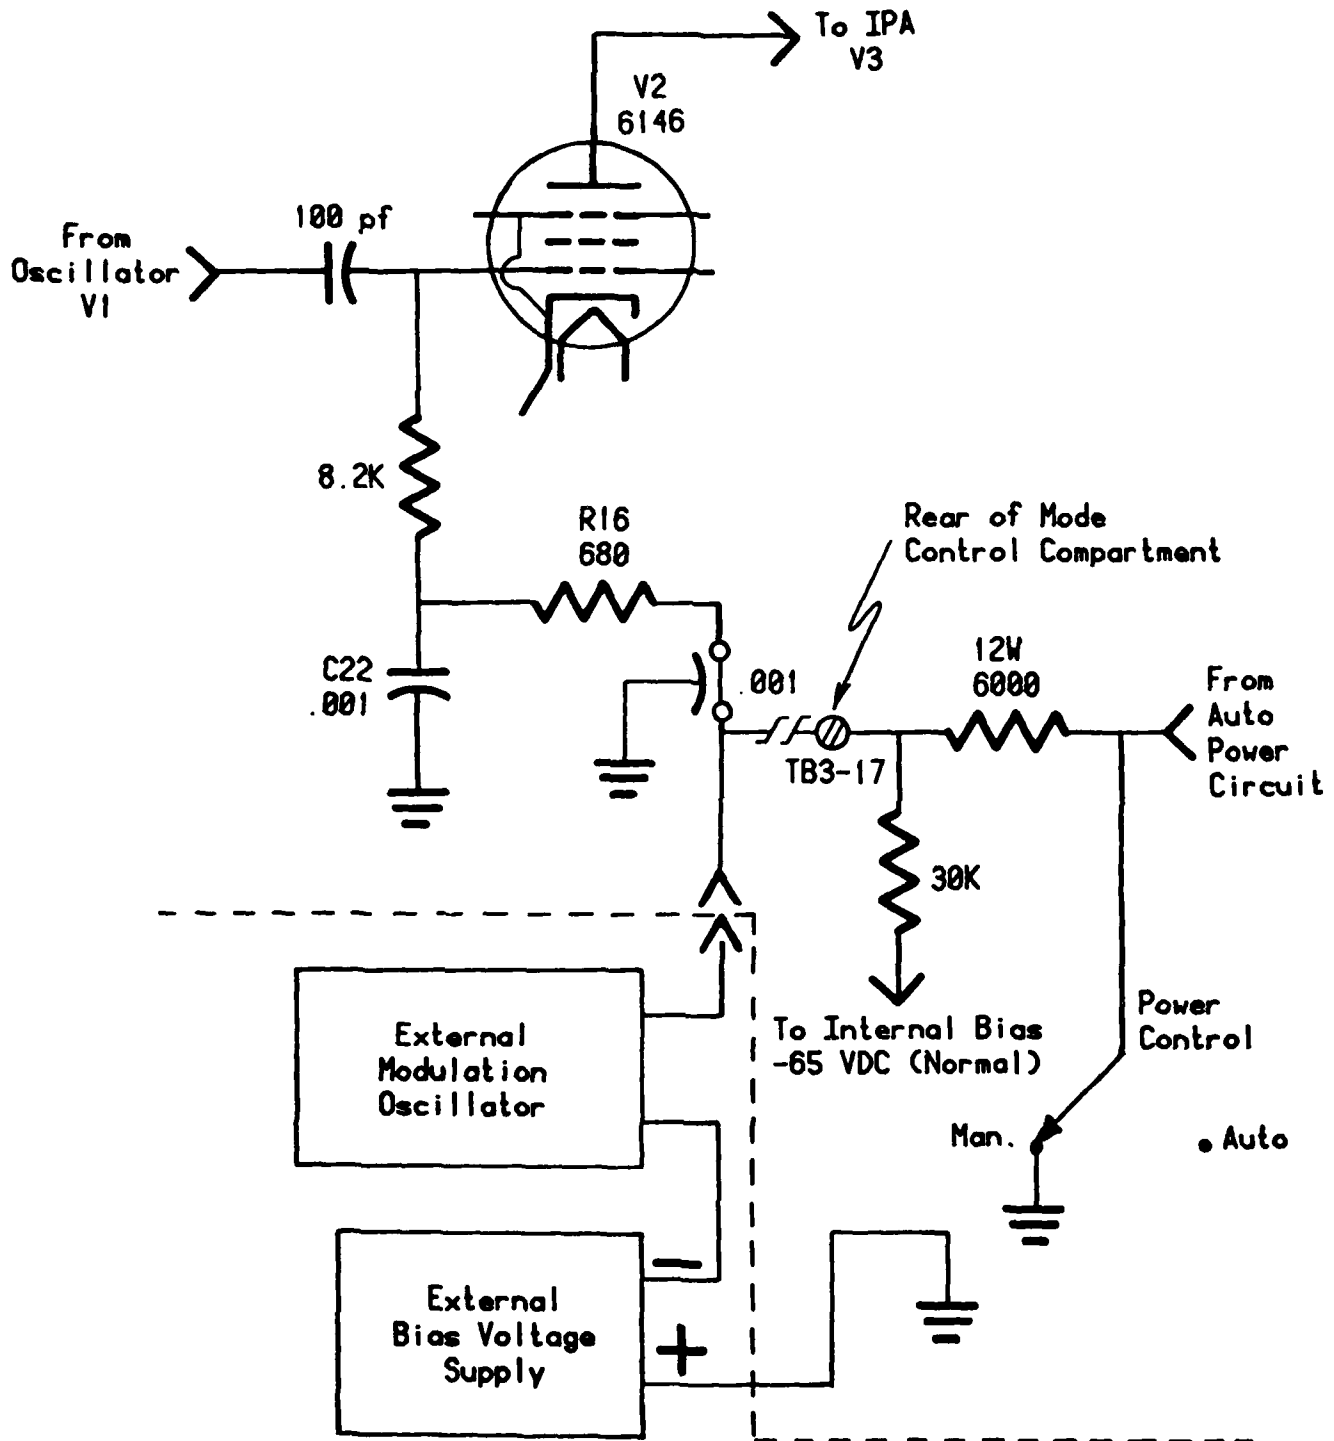 To IPA
V3
V2
6146
100 pf
From
Oscillator
V1
8.2K
R16
680
Rear of Mode
Control Compartment
C22
.001
.001
TB3-17
12W
6000
From
Auto
Power
Circuit
30K
To Internal Bias
-65 VDC (Normal)
Power
Control
Man.
Auto
External
Modulation
Oscillator
External
Bias Voltage
Supply
−
+